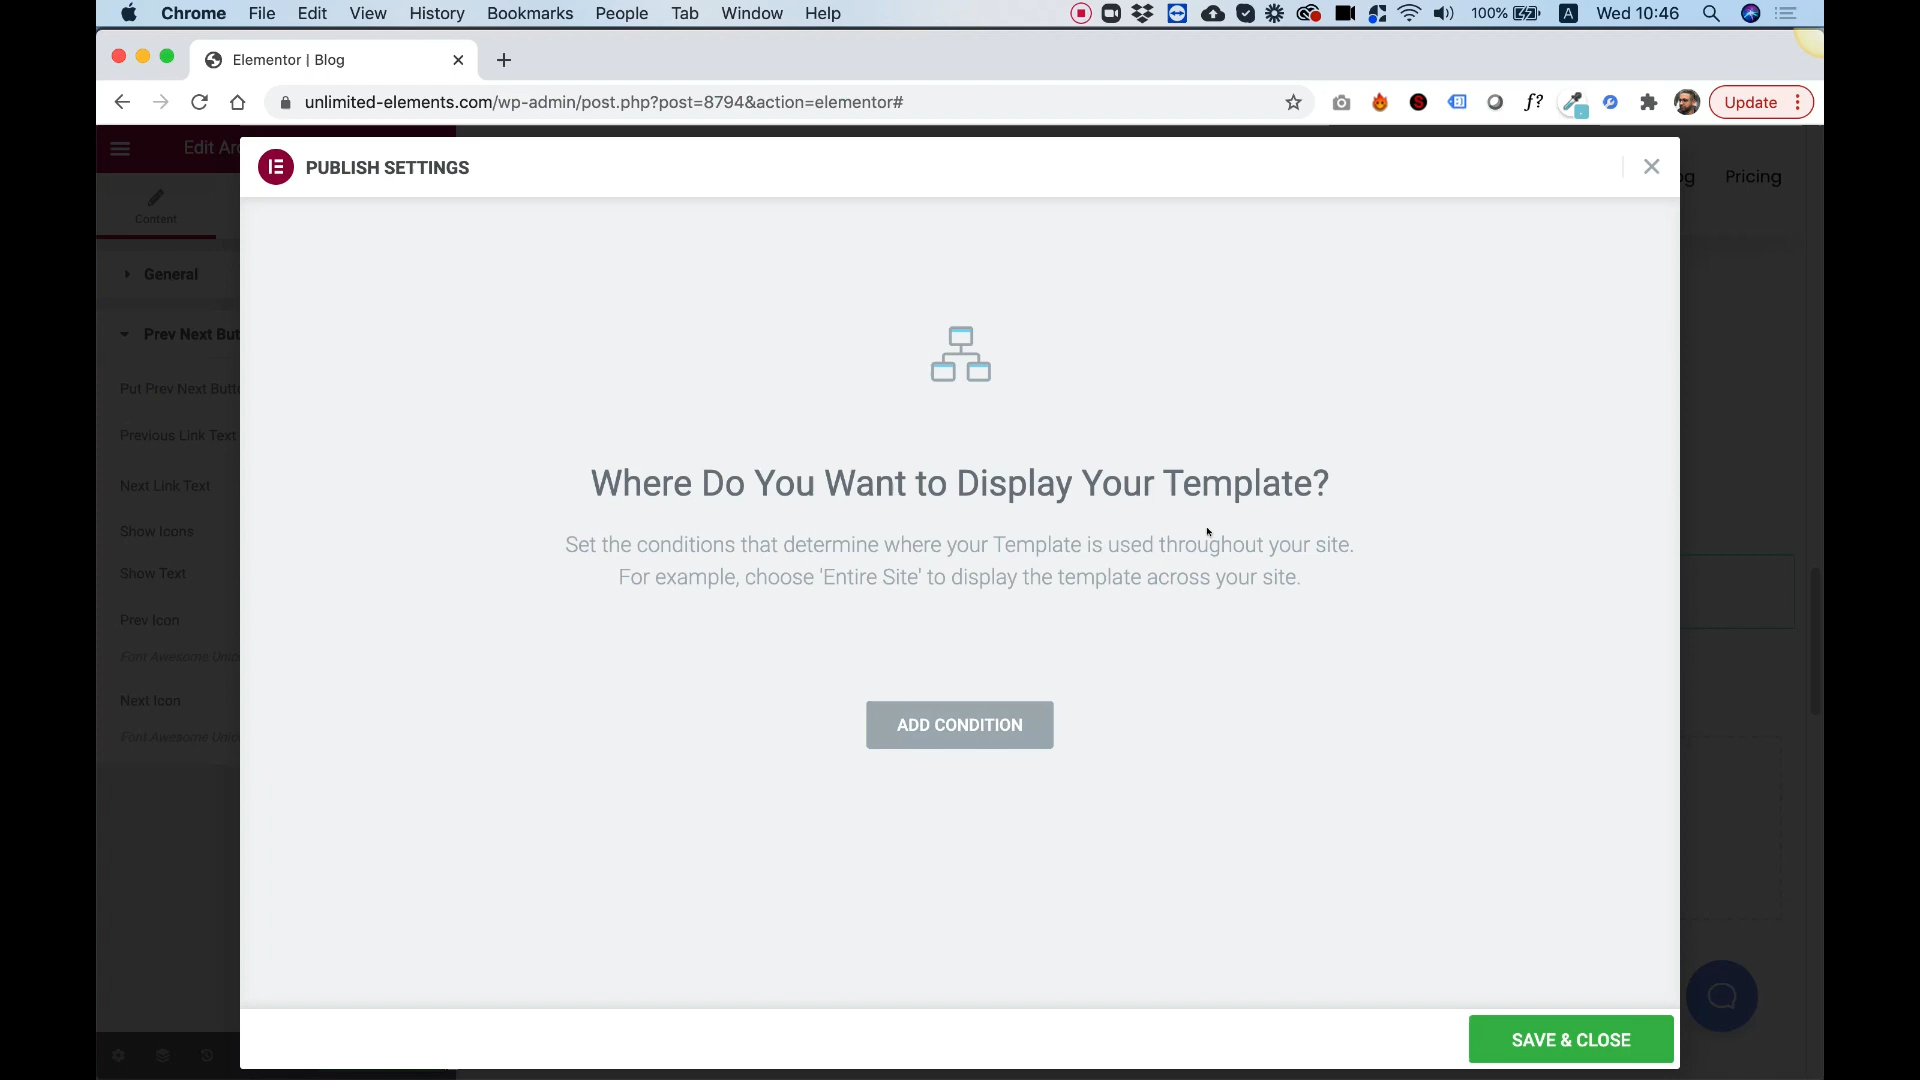 Chrome File Edit View History Bookmarks People Tab Window Help
100% A Wed 10:46
Elementor | Blog
unlimited-elements.com/wp-admin/post.php?post=8794&action=elementor#
f?
Update
PUBLISH SETTINGS
Pricing
Content
General
Prev Next But
Put Prev Next Butto
Previous Link Text
Next Link Text
Show Icons
Show Text
Prev Icon
Font Awesome Unic
Next Icon
Font Awesome Unic
Where Do You Want to Display Your Template?
Set the conditions that determine where your Template is used throughout your site.
For example, choose 'Entire Site' to display the template across your site.
ADD CONDITION
SAVE & CLOSE